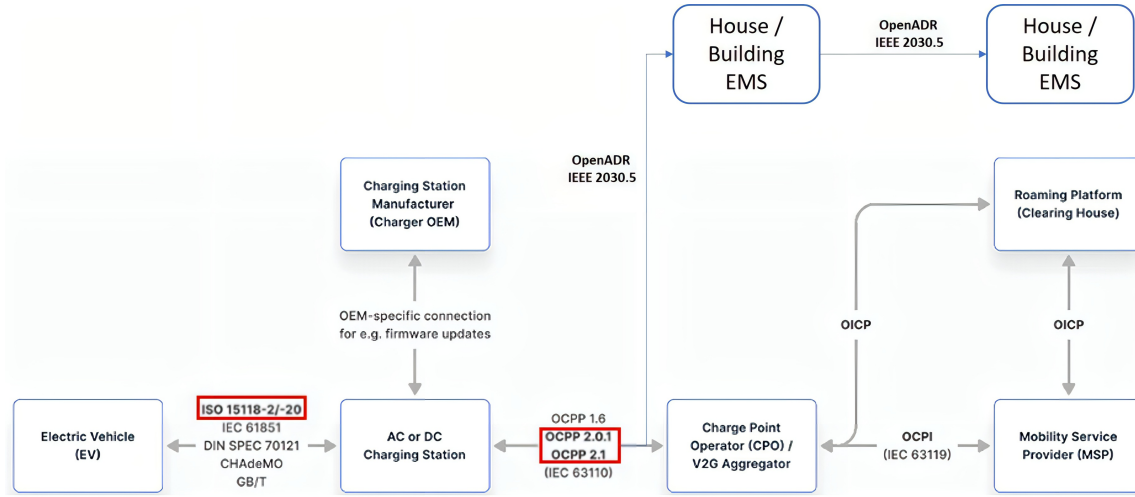 House /
Building
EMS
OpenADR
IEEE 2030.5
House /
Building
EMS
OpenADR
IEEE 2030.5
Charging Station
Manufacturer
(Charger OEM)
Roaming Platform
(Clearing House)
OEM-specific connection
for e.g. firmware updates
OICP
OICP
Electric Vehicle
(EV)
ISO 15118-2/-20
IEC 61851
DIN SPEC 70121
CHAdeMO
GB/T
AC or DC
Charging Station
OCPP 1.6
OCPP 2.0.1
OCPP 2.1
(IEC 63110)
Charge Point
Operator (CPO) /
V2G Aggregator
OCPI
(IEC 63119)
Mobility Service
Provider (MSP)